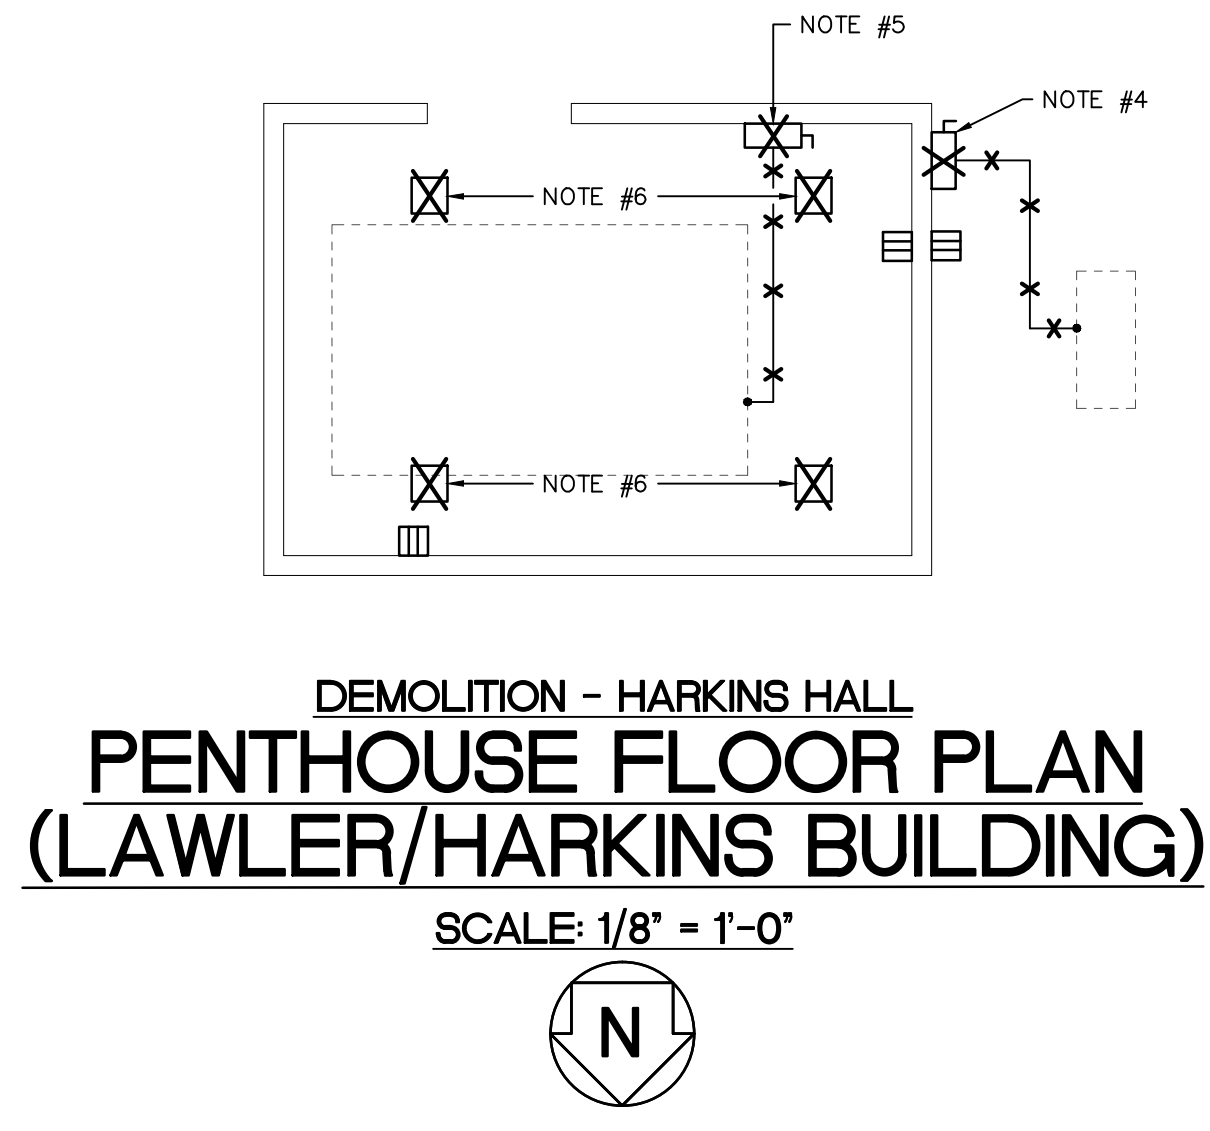 NOTE #5
NOTE #4
NOTE #6
NOTE #6
DEMOLITION - HARKINS HALL
PENTHOUSE FLOOR PLAN
(LAWLER/HARKINS BUILDING)
SCALE: 1/8" = 1'-0"
N